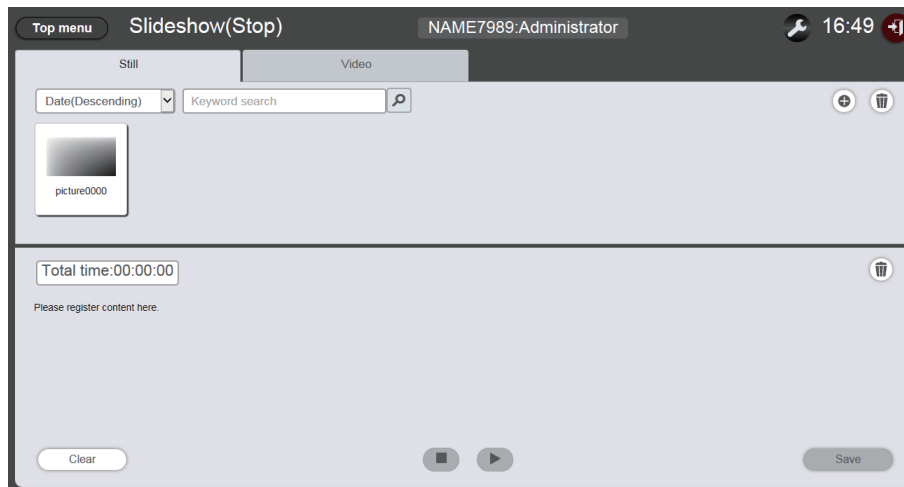 Top menu Slideshow(Stop) NAME7989:Administrator 16:49
Still Video
Date(Descending) Keyword search
picture0000
Total time:00:00:00
Please register content here.
Clear Save